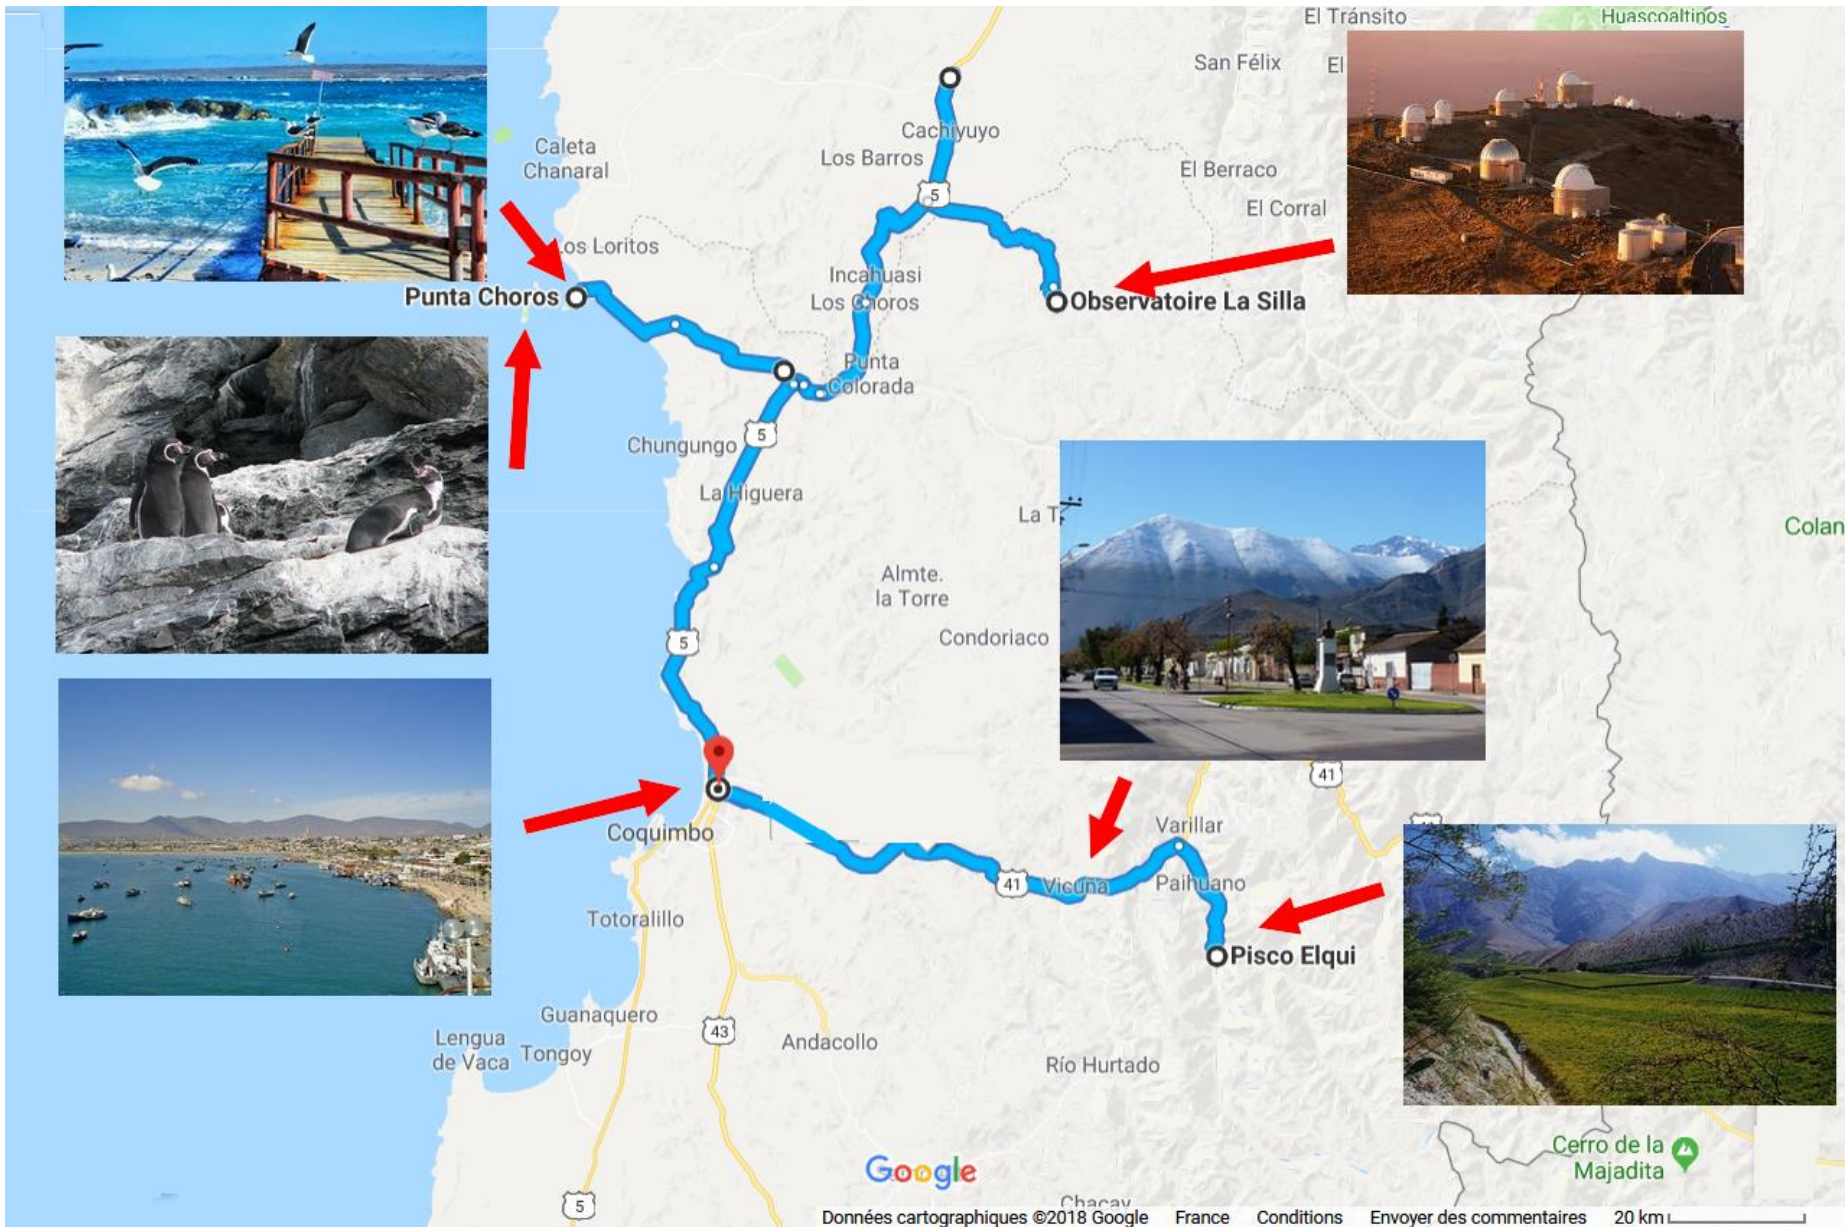 El Tránsito
Huascoaltinos
San Félix
El
Cachiyuyo
Los Barros
Caleta
Chanaral
5
El Berraco
El Corral
Los Loritos
Incahuasi
Los Choros
Punta Choros
Observatoire La Silla
Punta
Colorada
5
Chungungo
La Higuera
La T
Colan
Almte.
la Torre
Condoriaco
5
41
Coquimbo
Varillar
41
Vicuña
Paihuano
Totoralillo
Pisco Elqui
Guanaquero
43
Lengua
de Vaca
Tongoy
Andacollo
Río Hurtado
Cerro de la
Majadita
Google
5
Chacay
Données cartographiques ©2018 Google France Conditions Envoyer des commentaires 20 km